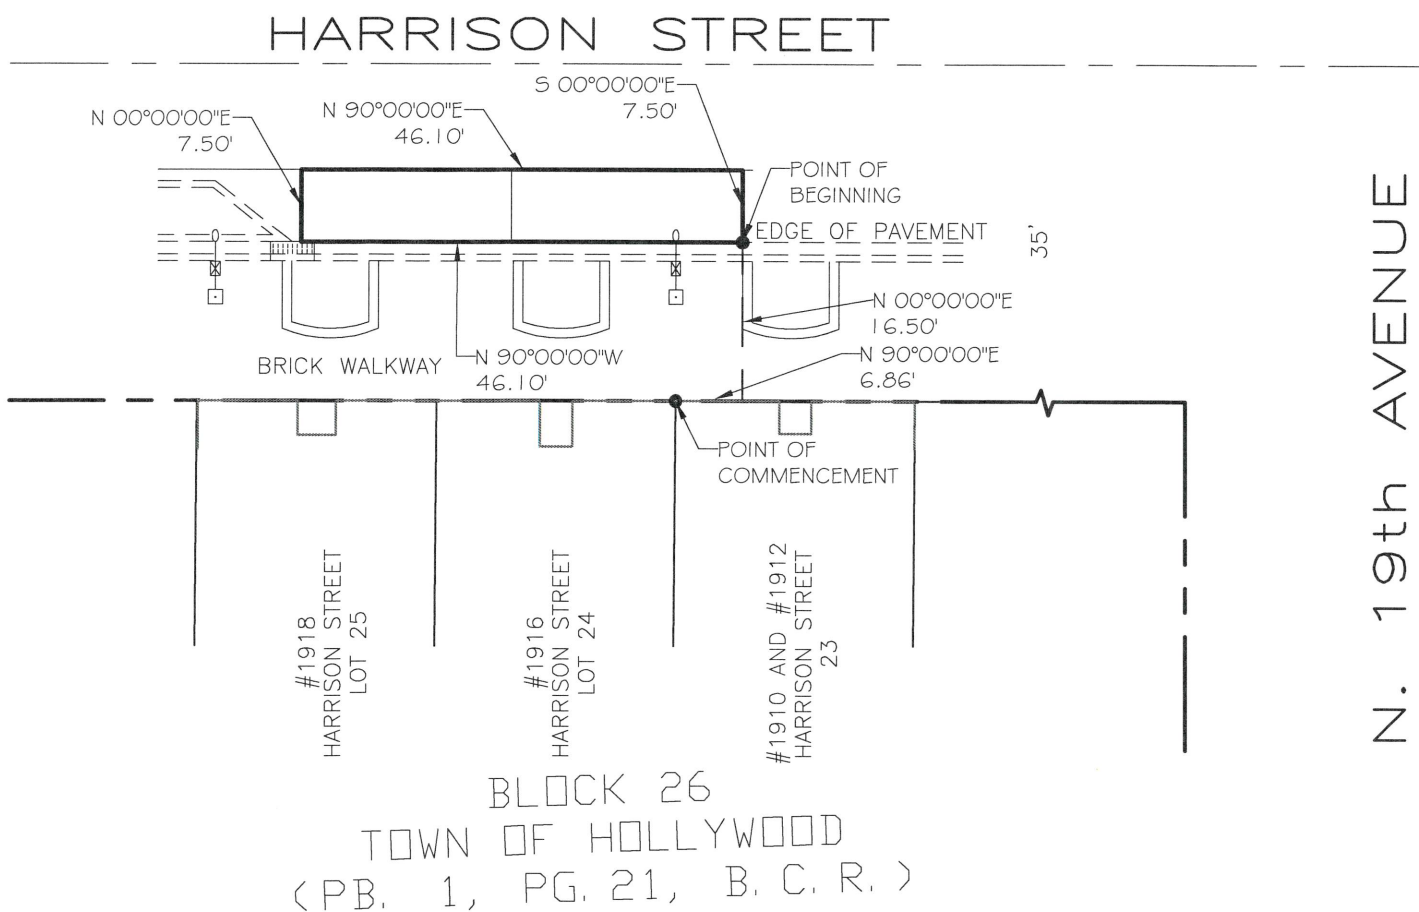 HARRISON STREET
S 00°00'00"E
7.50'
N 90°00'00"E
46.10'
N 00°00'00"E
7.50'
POINT OF
BEGINNING
EDGE OF PAVEMENT
35'
N 00°00'00"E
16.50'
BRICK WALKWAY
N 90°00'00"W
46.10'
N 90°00'00"E
6.86'
POINT OF
COMMENCEMENT
#1918
HARRISON STREET
LOT 25
#1916
HARRISON STREET
LOT 24
#1910 AND #1912
HARRISON STREET
23
N. 19th AVENUE
BLOCK 26
TOWN OF HOLLYWOOD
(PB. 1, PG. 21, B. C. R. )